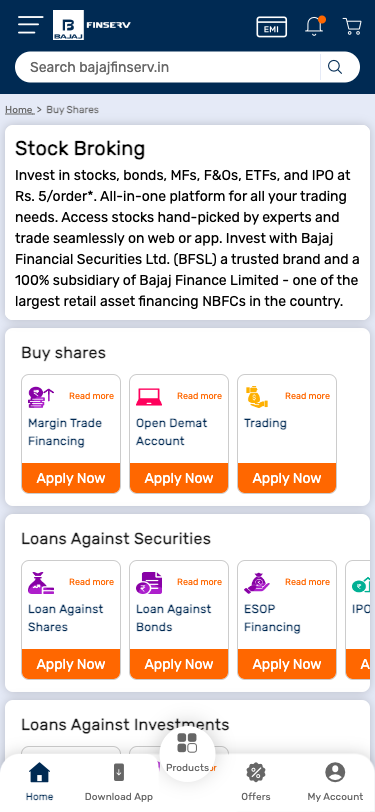 B
BAJAJ
FINSERV
EMI
Search bajajfinserv.in
Home > Buy Shares
Stock Broking
Invest in stocks, bonds, MFs, F&Os, ETFs, and IPO at
Rs. 5/order*. All-in-one platform for all your trading
needs. Access stocks hand-picked by experts and
trade seamlessly on web or app. Invest with Bajaj
Financial Securities Ltd. (BFSL) a trusted brand and a
100% subsidiary of Bajaj Finance Limited - one of the
largest retail asset financing NBFCs in the country.
Buy shares
Read more
Margin Trade
Financing
Apply Now
Read more
Open Demat
Account
Apply Now
Read more
Trading
Apply Now
Loans Against Securities
Read more
Loan Against
Shares
Apply Now
Read more
Loan Against
Bonds
Apply Now
Read more
ESOP
Financing
Apply Now
IPO
A
Loans Against Investments
Home
Download App
Products
Offers
My Account